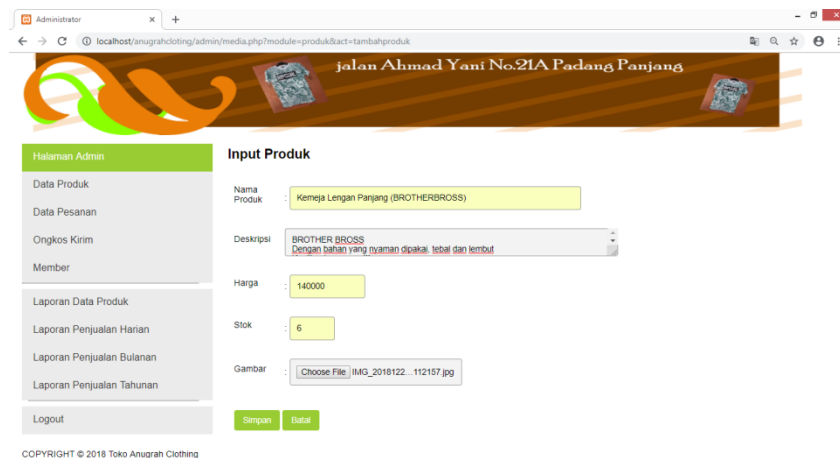 Administrator
localhost/anugrahcloting/admin/media.php?module=produk&act=tambahproduk
jalan Ahmad Yani No.21A Padang Panjang
Halaman Admin
Data Produk
Data Pesanan
Ongkos Kirim
Member
Laporan Data Produk
Laporan Penjualan Harian
Laporan Penjualan Bulanan
Laporan Penjualan Tahunan
Logout
Input Produk
Nama
Produk : Kemeja Lengan Panjang (BROTHERBROSS)
Deskripsi BROTHER BROSS
Dengan bahan yang nyaman dipakai, tebal dan lembut
Harga : 140000
Stok : 6
Gambar : Choose File IMG_2018122...112157.jpg
Simpan Batal
COPYRIGHT © 2018 Toko Anugrah Clothing